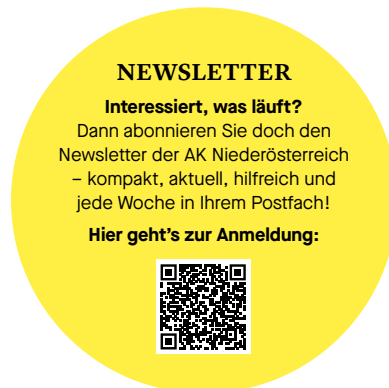 NEWSLETTER
Interessiert, was läuft?
Dann abonnieren Sie doch den
Newsletter der AK Niederösterreich
– kompakt, aktuell, hilfreich und
jede Woche in Ihrem Postfach!
Hier geht's zur Anmeldung: